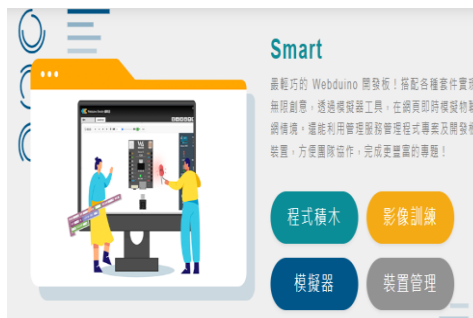 Smart
最輕巧的 Webduino 開發板！搭配各種套件實現
無限創意，透過模擬器工具，在網頁即時模擬物聯
網情境。還能利用管理服務管理程式專案及開發板
裝置，方便團隊協作，完成更豐富的專題！
程式積木
影像訓練
模擬器
裝置管理